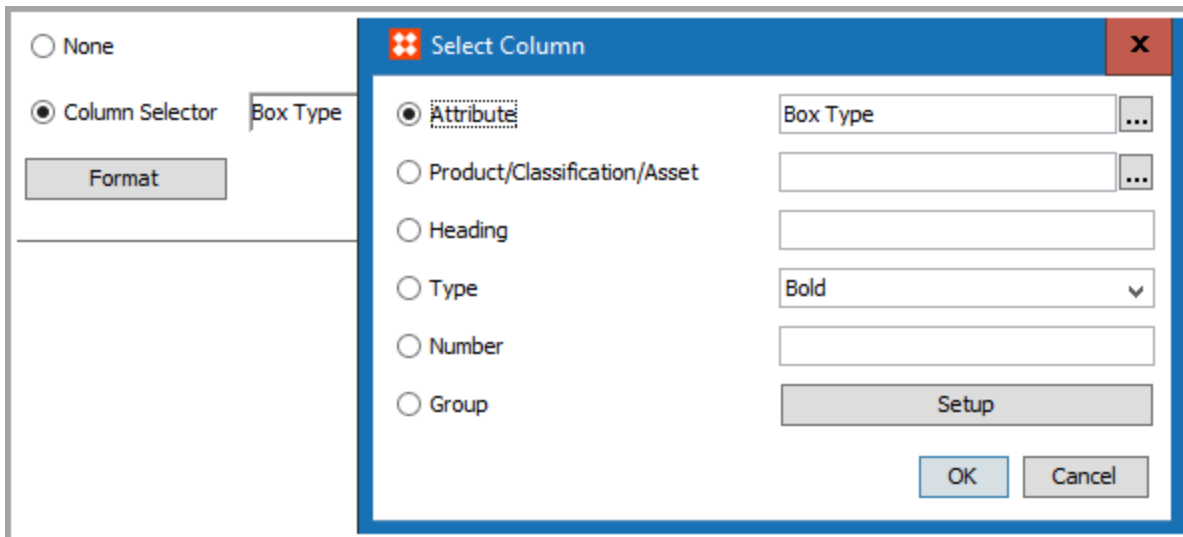 None
Column Selector Box Type
Format
Select Column
x
Attribute Box Type ...
Product/Classification/Asset ...
Heading
Type Bold
Number
Group Setup
OK Cancel